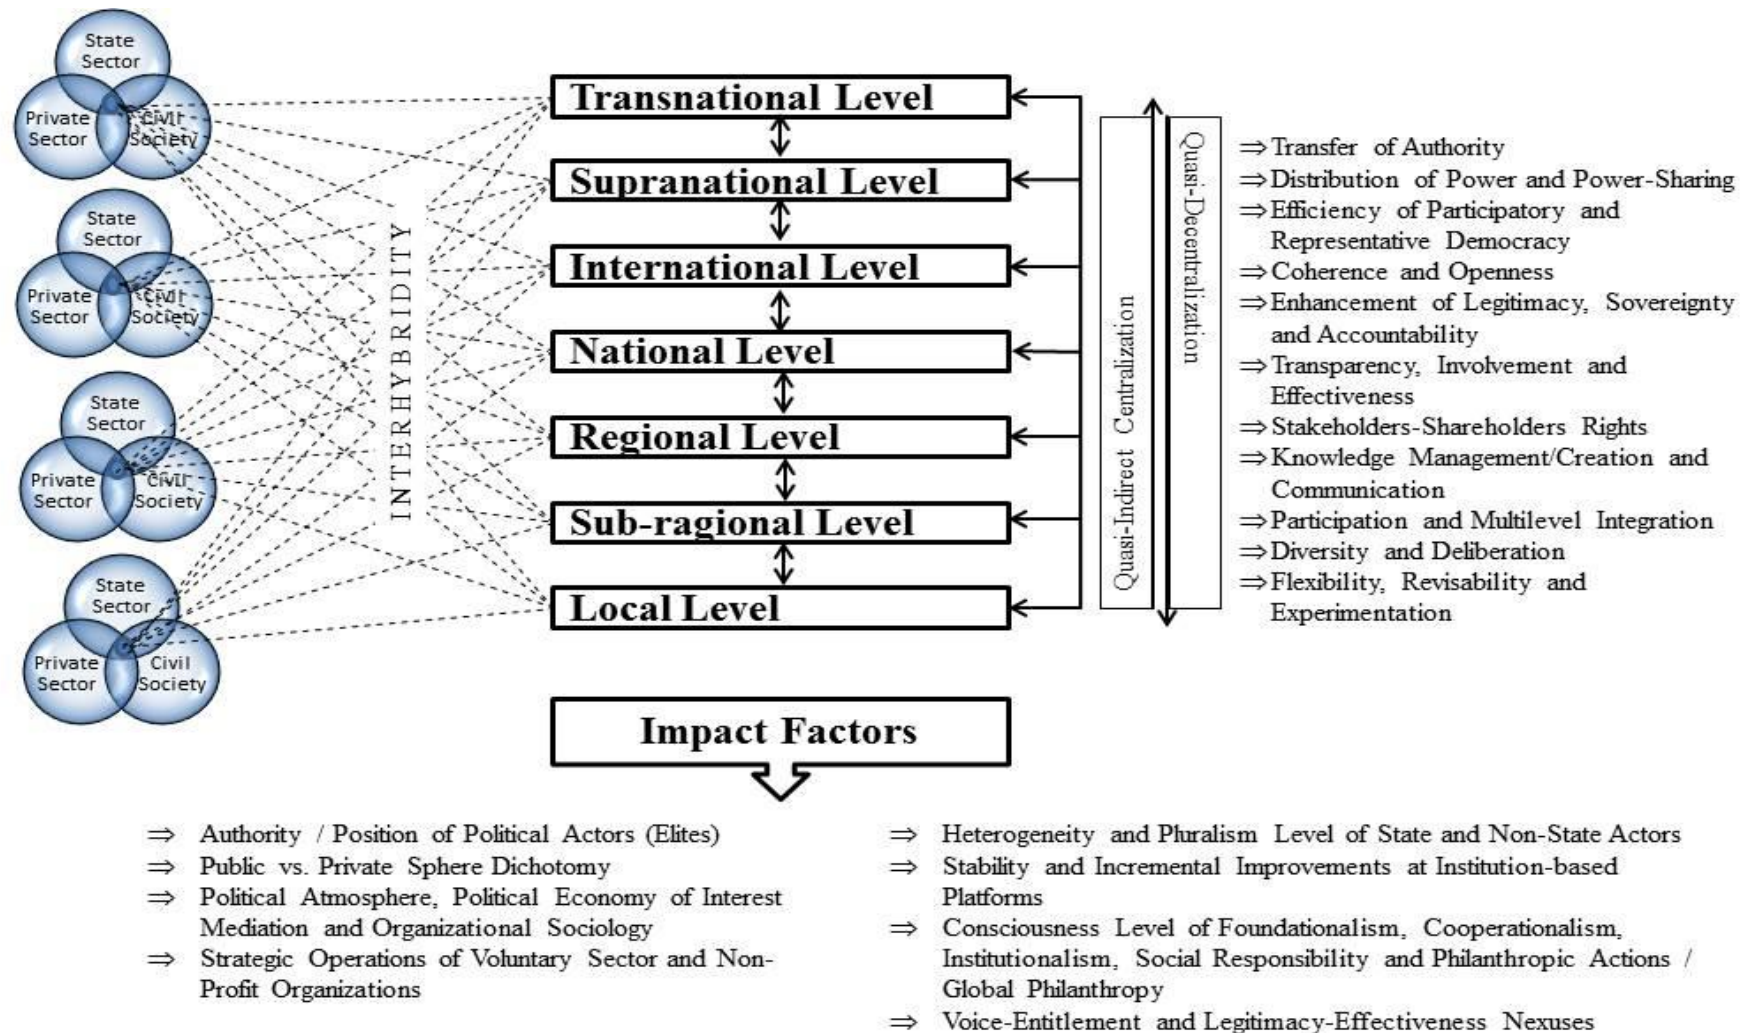 State
Sector
Private
Sector
Civil
Society
State
Sector
Private
Sector
Civil
Society
State
Sector
Private
Sector
Civil
Society
State
Sector
Private
Sector
Civil
Society
INTERHYBRIDITY
Transnational Level
Supranational Level
International Level
National Level
Regional Level
Sub-ragional Level
Local Level
Quasi-Indirect Centralization
Quasi-Decentralization
⇒Transfer of Authority
⇒Distribution of Power and Power-Sharing
⇒Efficiency of Participatory and
Representative Democracy
⇒Coherence and Openness
⇒Enhancement of Legitimacy, Sovereignty
and Accountability
⇒Transparency, Involvement and
Effectiveness
⇒Stakeholders-Shareholders Rights
⇒Knowledge Management/Creation and
Communication
⇒Participation and Multilevel Integration
⇒Diversity and Deliberation
⇒Flexibility, Revisability and
Experimentation
Impact Factors
⇒ Authority / Position of Political Actors (Elites)
⇒ Public vs. Private Sphere Dichotomy
⇒ Political Atmosphere, Political Economy of Interest
Mediation and Organizational Sociology
⇒ Strategic Operations of Voluntary Sector and Non-
Profit Organizations
⇒ Heterogeneity and Pluralism Level of State and Non-State Actors
⇒ Stability and Incremental Improvements at Institution-based
Platforms
⇒ Consciousness Level of Foundationalism, Cooperationalism,
Institutionalism, Social Responsibility and Philanthropic Actions /
Global Philanthropy
⇒ Voice-Entitlement and Legitimacy-Effectiveness Nexuses